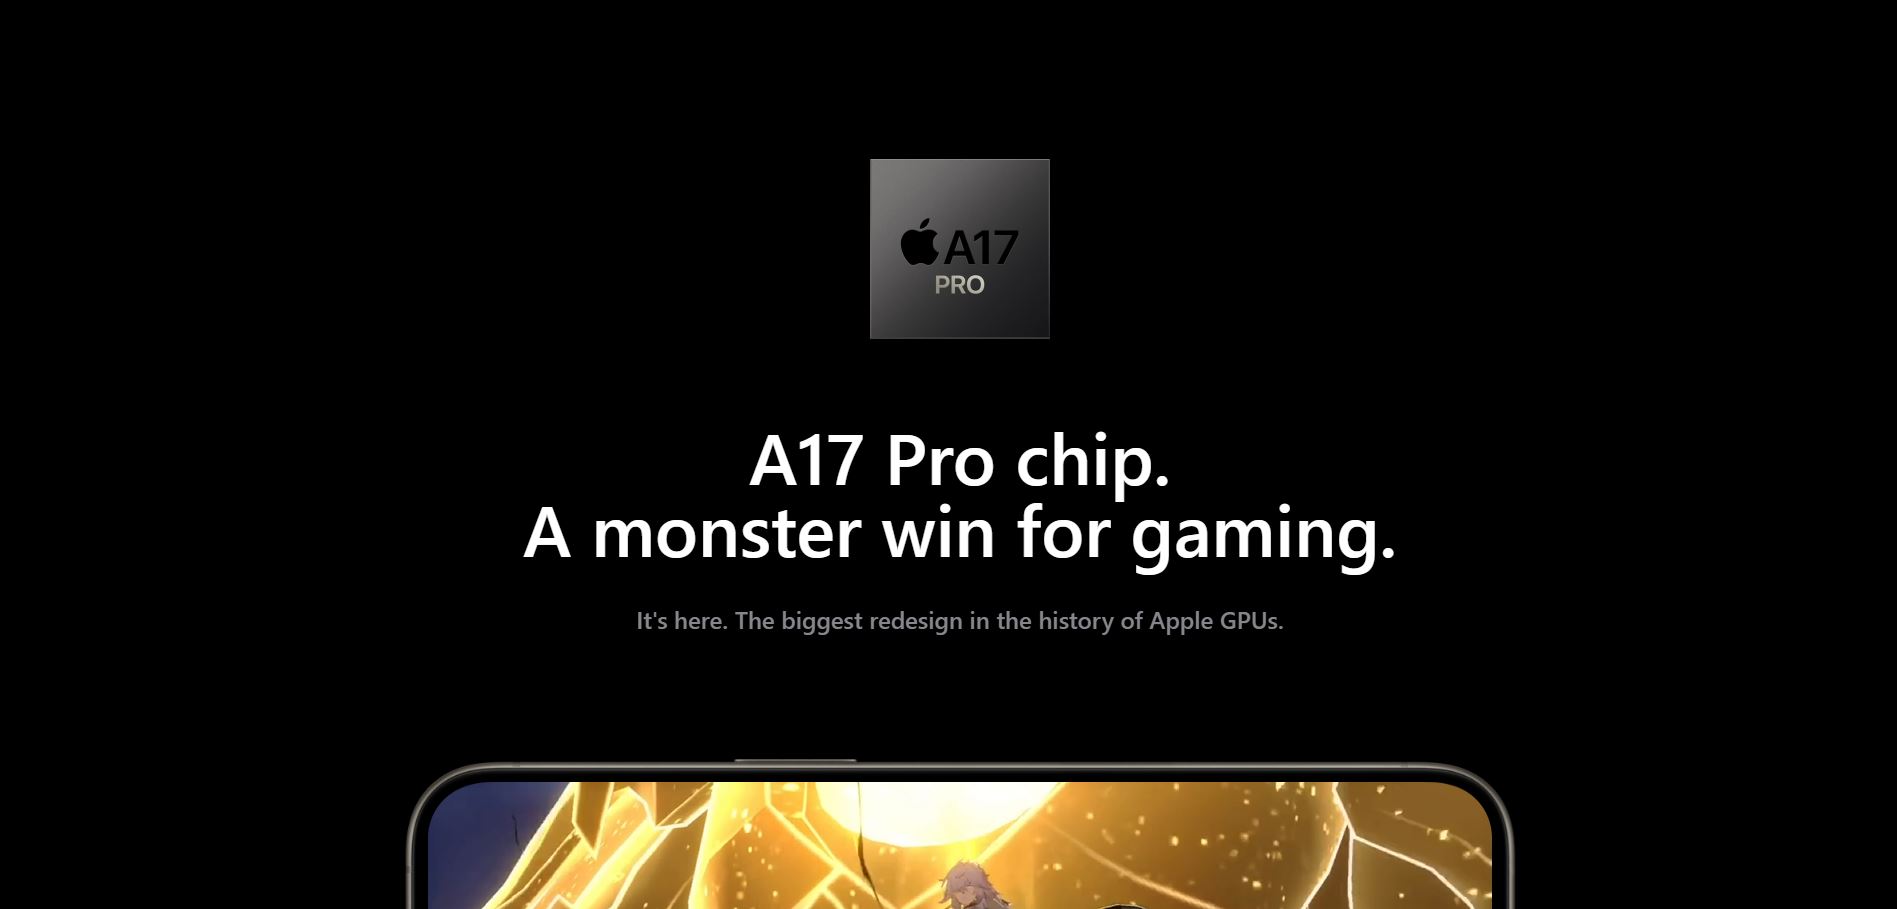 A17
PRO
A17 Pro chip.
A monster win for gaming.
It's here. The biggest redesign in the history of Apple GPUs.